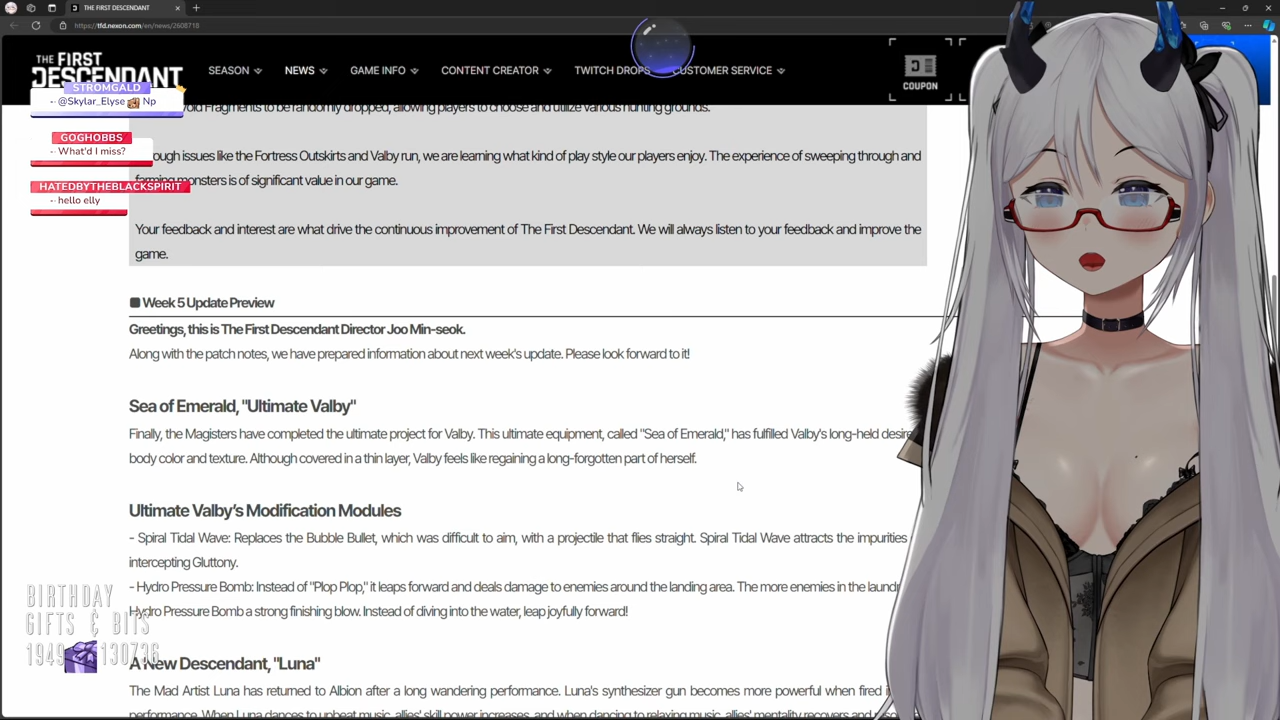 THE FIRST DESCENDANT
https://tfd.nexon.com/en/news/2608718
THE FIRST
DESCENDANT
SEASON
NEWS
GAME INFO
CONTENT CREATOR
TWITCH DROPS
CUSTOMER SERVICE
COUPON
STROMGALD
@Skylar_Elyse Np
GOGHOBBS
What'd I miss?
HATEDBYTHEBLACKSPIRIT
hello elly
Fragments to be randomly dropped, allowing players to choose and utilize various hunting grounds.
issues like the Fortress Outskirts and Valby run, we are learning what kind of play style our players enjoy. The experience of sweeping through and
farming monsters is of significant value in our game.
Your feedback and interest are what drive the continuous improvement of The First Descendant. We will always listen to your feedback and improve the
game.
Week 5 Update Preview
Greetings, this is The First Descendant Director Joo Min-seok.
Along with the patch notes, we have prepared information about next week's update. Please look forward to it!
Sea of Emerald, "Ultimate Valby"
Finally, the Magisters have completed the ultimate project for Valby. This ultimate equipment, called "Sea of Emerald," has fulfilled Valby's long-held desire
body color and texture. Although covered in a thin layer, Valby feels like regaining a long-forgotten part of herself.
Ultimate Valby's Modification Modules
- Spiral Tidal Wave: Replaces the Bubble Bullet, which was difficult to aim, with a projectile that flies straight. Spiral Tidal Wave attracts the impurities
intercepting Gluttony.
- Hydro Pressure Bomb: Instead of "Plop Plop," it leaps forward and deals damage to enemies around the landing area. The more enemies in the
Hydro Pressure Bomb a strong finishing blow. Instead of diving into the water, leap joyfully forward!
BIRTHDAY
GIFTS & BITS
1949 130736
A New Descendant, "Luna"
The Mad Artist Luna has returned to Albion after a long wandering performance. Luna's synthesizer gun becomes more powerful when fired
performance. When Luna dances to upbeat music, allies' skill power increases, and when dancing to relaxing music, allies' mentality recovers and